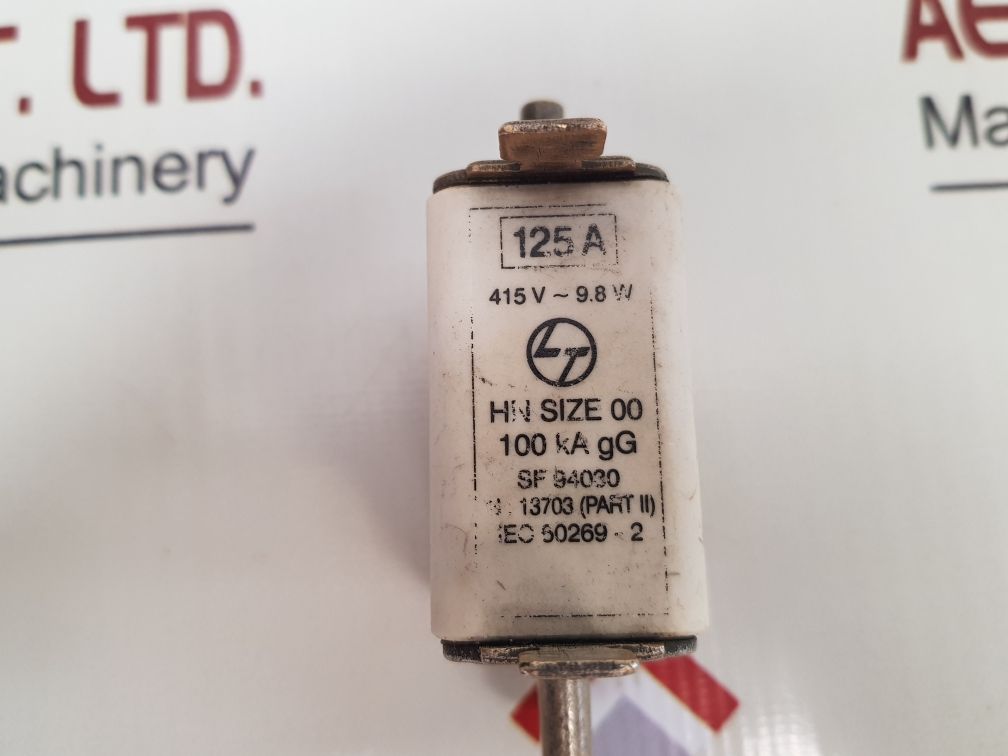 T. LTD.
achinery
AE
Ma
125 A
415 V ~ 9.8 W
LT
HN SIZE 00
100 kA gG
SF 94030
13703 (PART II)
IEC 60269 - 2